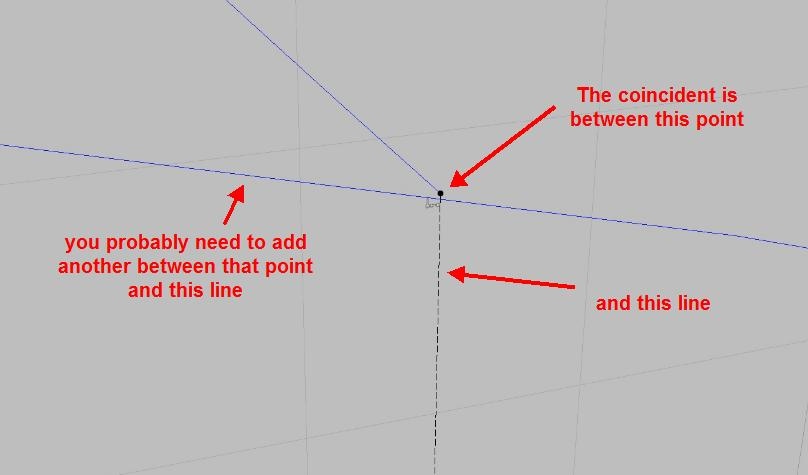 The coincident is
between this point
you probably need to add
another between that point
and this line
and this line